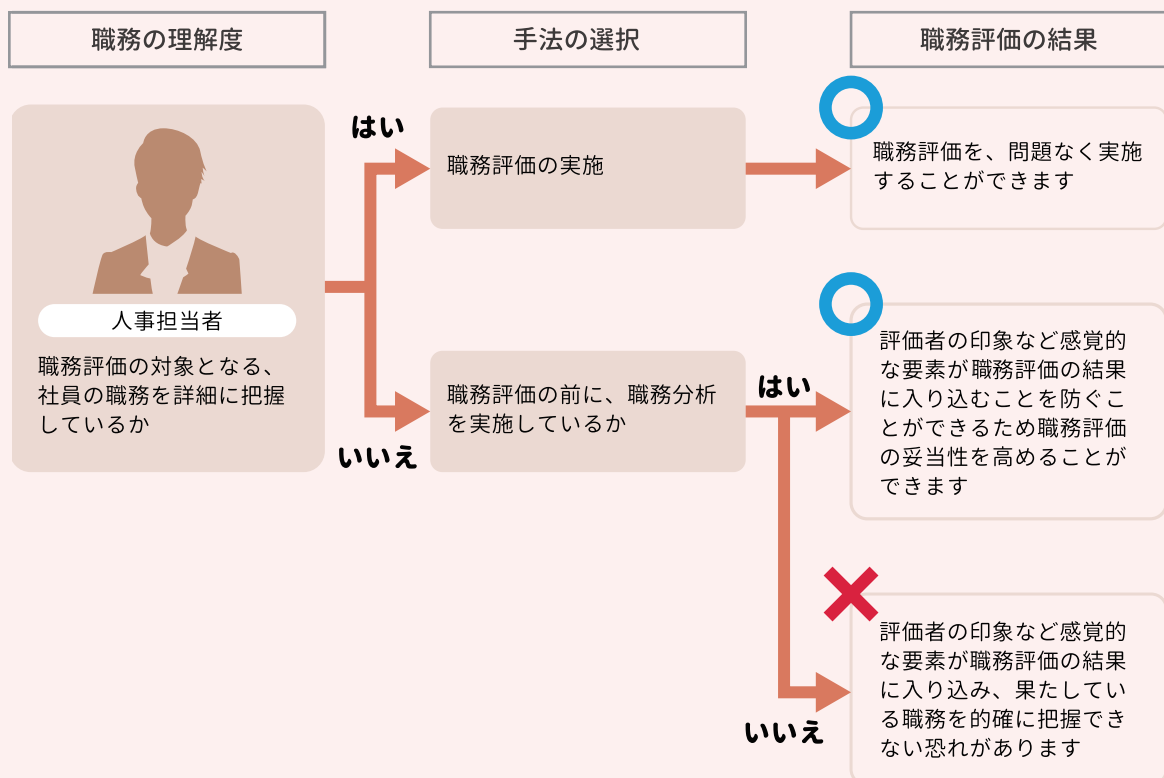 職務の理解度
手法の選択
職務評価の結果
人事担当者
職務評価の対象となる、
社員の職務を詳細に把握
しているか
はい
いいえ
職務評価の実施
職務評価の前に、職務分析
を実施しているか
はい
いいえ
職務評価を、問題なく実施
することができます
評価者の印象など感覚的
な要素が職務評価の結果
に入り込むことを防ぐこ
とができるため職務評価
の妥当性を高めることが
できます
評価者の印象など感覚的
な要素が職務評価の結果
に入り込み、果たしてい
る職務を的確に把握でき
ない恐れがあります